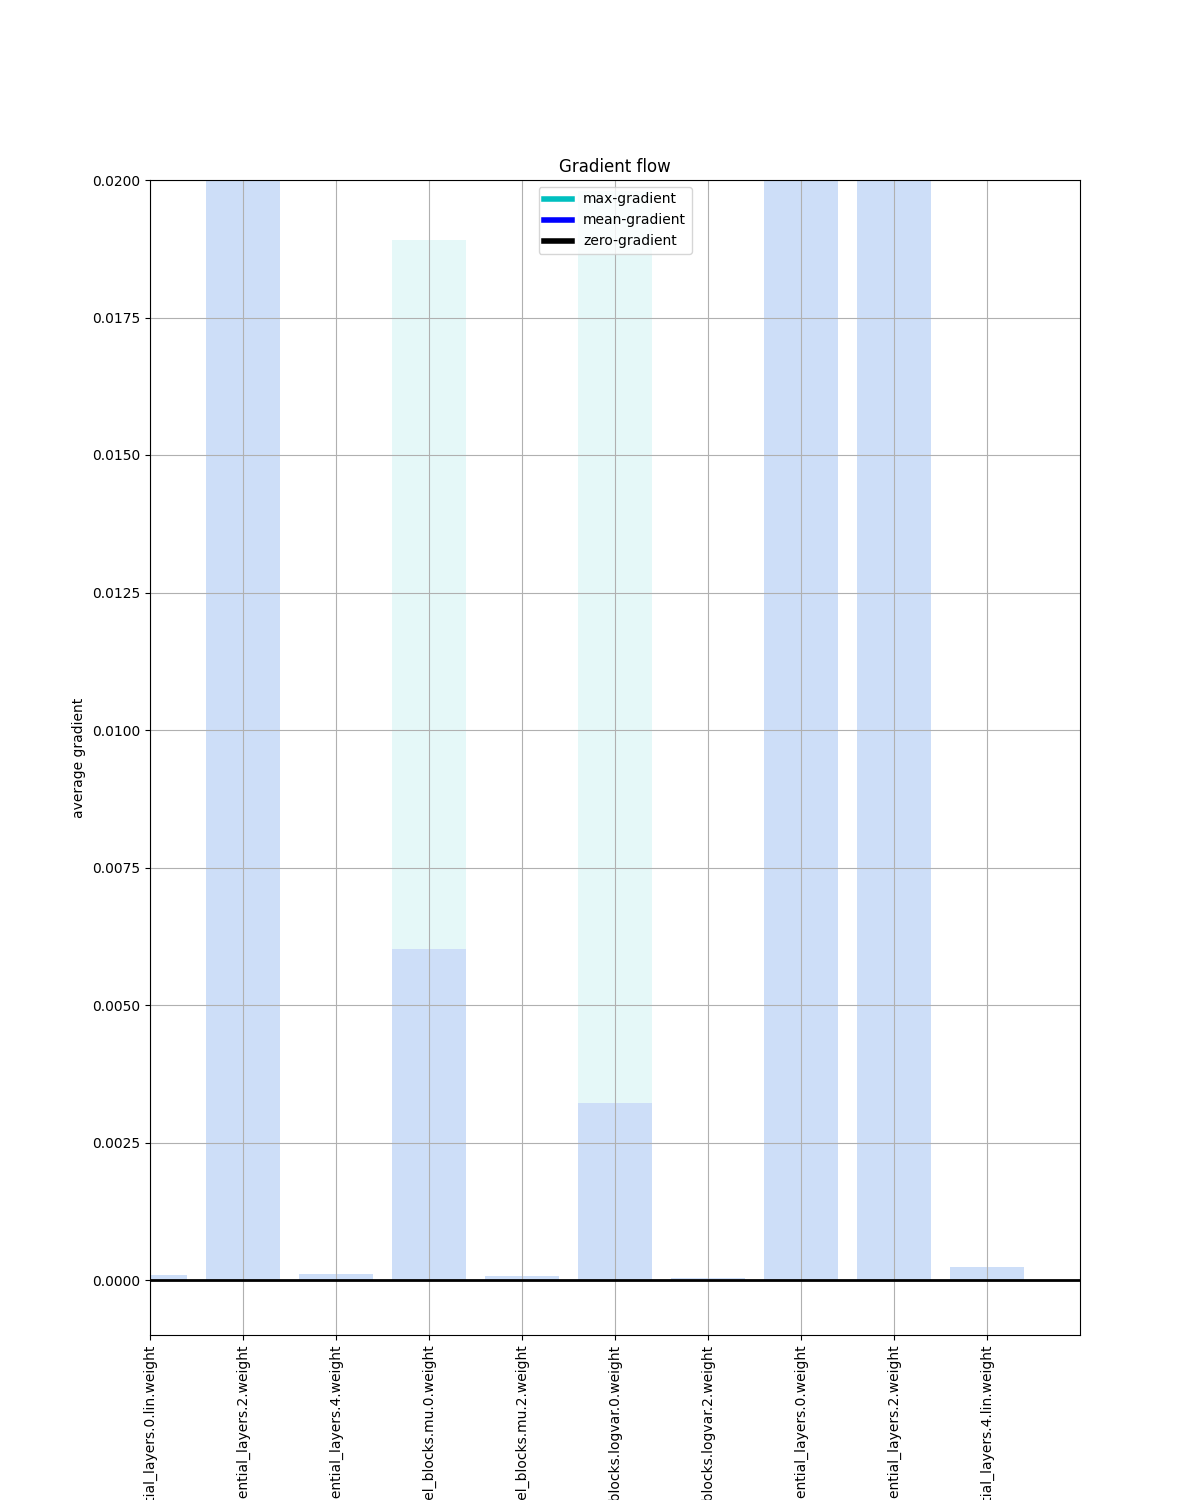 Gradient flow
max-gradient
mean-gradient
zero-gradient
0.0200
0.0175
0.0150
0.0125
0.0100
0.0075
0.0050
0.0025
0.0000
average gradient
tial_layers.0.lin.weight
ential_layers.2.weight
ential_layers.4.weight
el_blocks.mu.0.weight
el_blocks.mu.2.weight
blocks.logvar.0.weight
blocks.logvar.2.weight
ential_layers.0.weight
ential_layers.2.weight
tial_layers.4.lin.weight